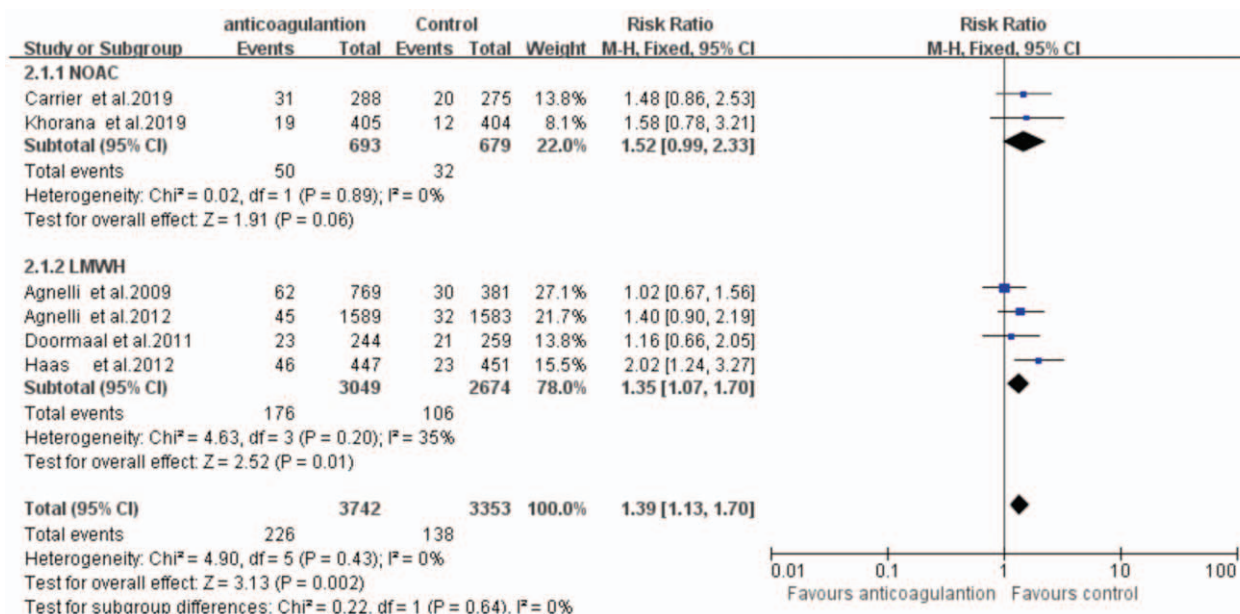 anticoagulantion Control Risk Ratio Risk Ratio
Study or Subgroup Events Total Events Total Weight M-H, Fixed, 95% CI M-H, Fixed, 95% CI
2.1.1 NOAC
Carrier et al.2019 31 288 20 275 13.8% 1.48 [0.86, 2.53]
Khorana et al.2019 19 405 12 404 8.1% 1.58 [0.78, 3.21]
Subtotal (95% CI) 693 679 22.0% 1.52 [0.99, 2.33]
Total events 50 32
Heterogeneity: Chi² = 0.02, df = 1 (P = 0.89); I² = 0%
Test for overall effect: Z = 1.91 (P = 0.06)
2.1.2 LMWH
Agnelli et al.2009 62 769 30 381 27.1% 1.02 [0.67, 1.56]
Agnelli et al.2012 45 1589 32 1583 21.7% 1.40 [0.90, 2.19]
Doormaal et al.2011 23 244 21 259 13.8% 1.16 [0.66, 2.05]
Haas et al.2012 46 447 23 451 15.5% 2.02 [1.24, 3.27]
Subtotal (95% CI) 3049 2674 78.0% 1.35 [1.07, 1.70]
Total events 176 106
Heterogeneity: Chi² = 4.63, df = 3 (P = 0.20); I² = 35%
Test for overall effect: Z = 2.52 (P = 0.01)
Total (95% CI) 3742 3353 100.0% 1.39 [1.13, 1.70]
Total events 226 138
Heterogeneity: Chi² = 4.90, df = 5 (P = 0.43); I² = 0%
Test for overall effect: Z = 3.13 (P = 0.002)
Test for subgroup differences: Chi² = 0.22, df = 1 (P = 0.64), I² = 0%
0.01 0.1 1 10 100
Favours anticoagulantion Favours control